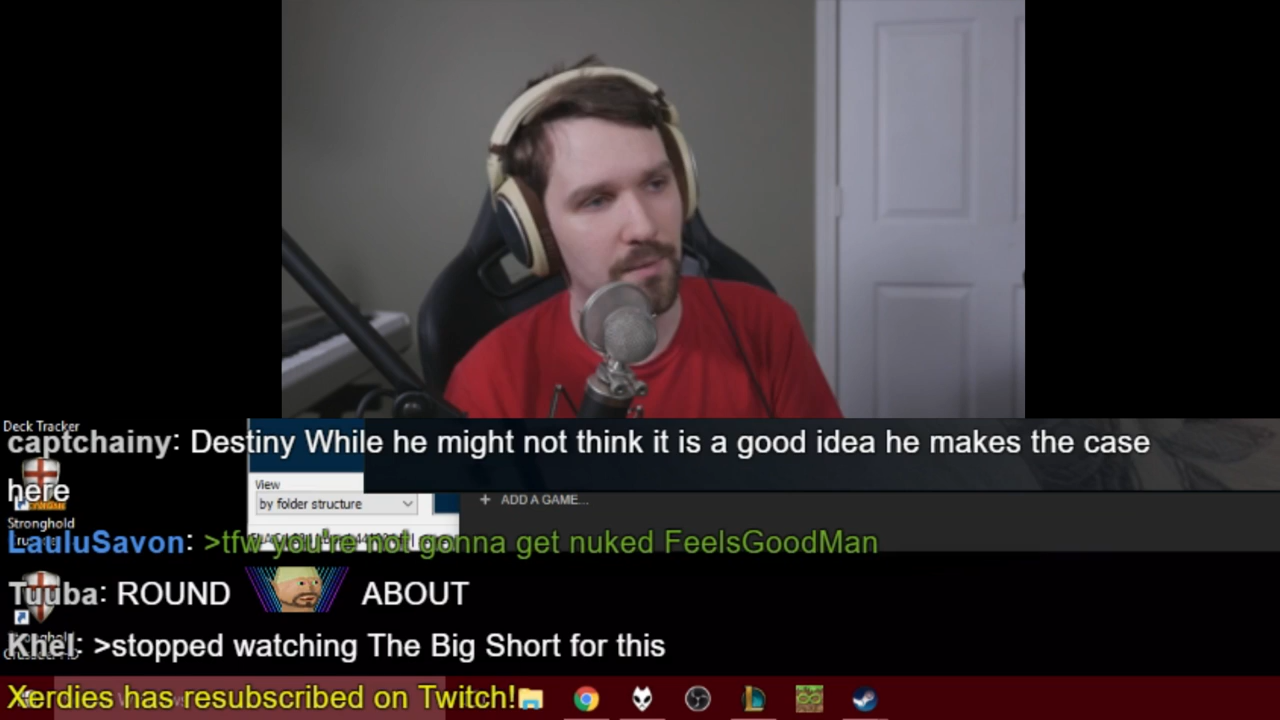 Deck Tracker
captchainy: Destiny While he might not think it is a good idea he makes the case
here
View
by folder structure
ADD A GAME...
Stronghold
LauluSavon: >tfw you're not gonna get nuked FeelsGoodMan
Tuuba: ROUND ABOUT
Khel: >stopped watching The Big Short for this
Xerdies has resubscribed on Twitch!